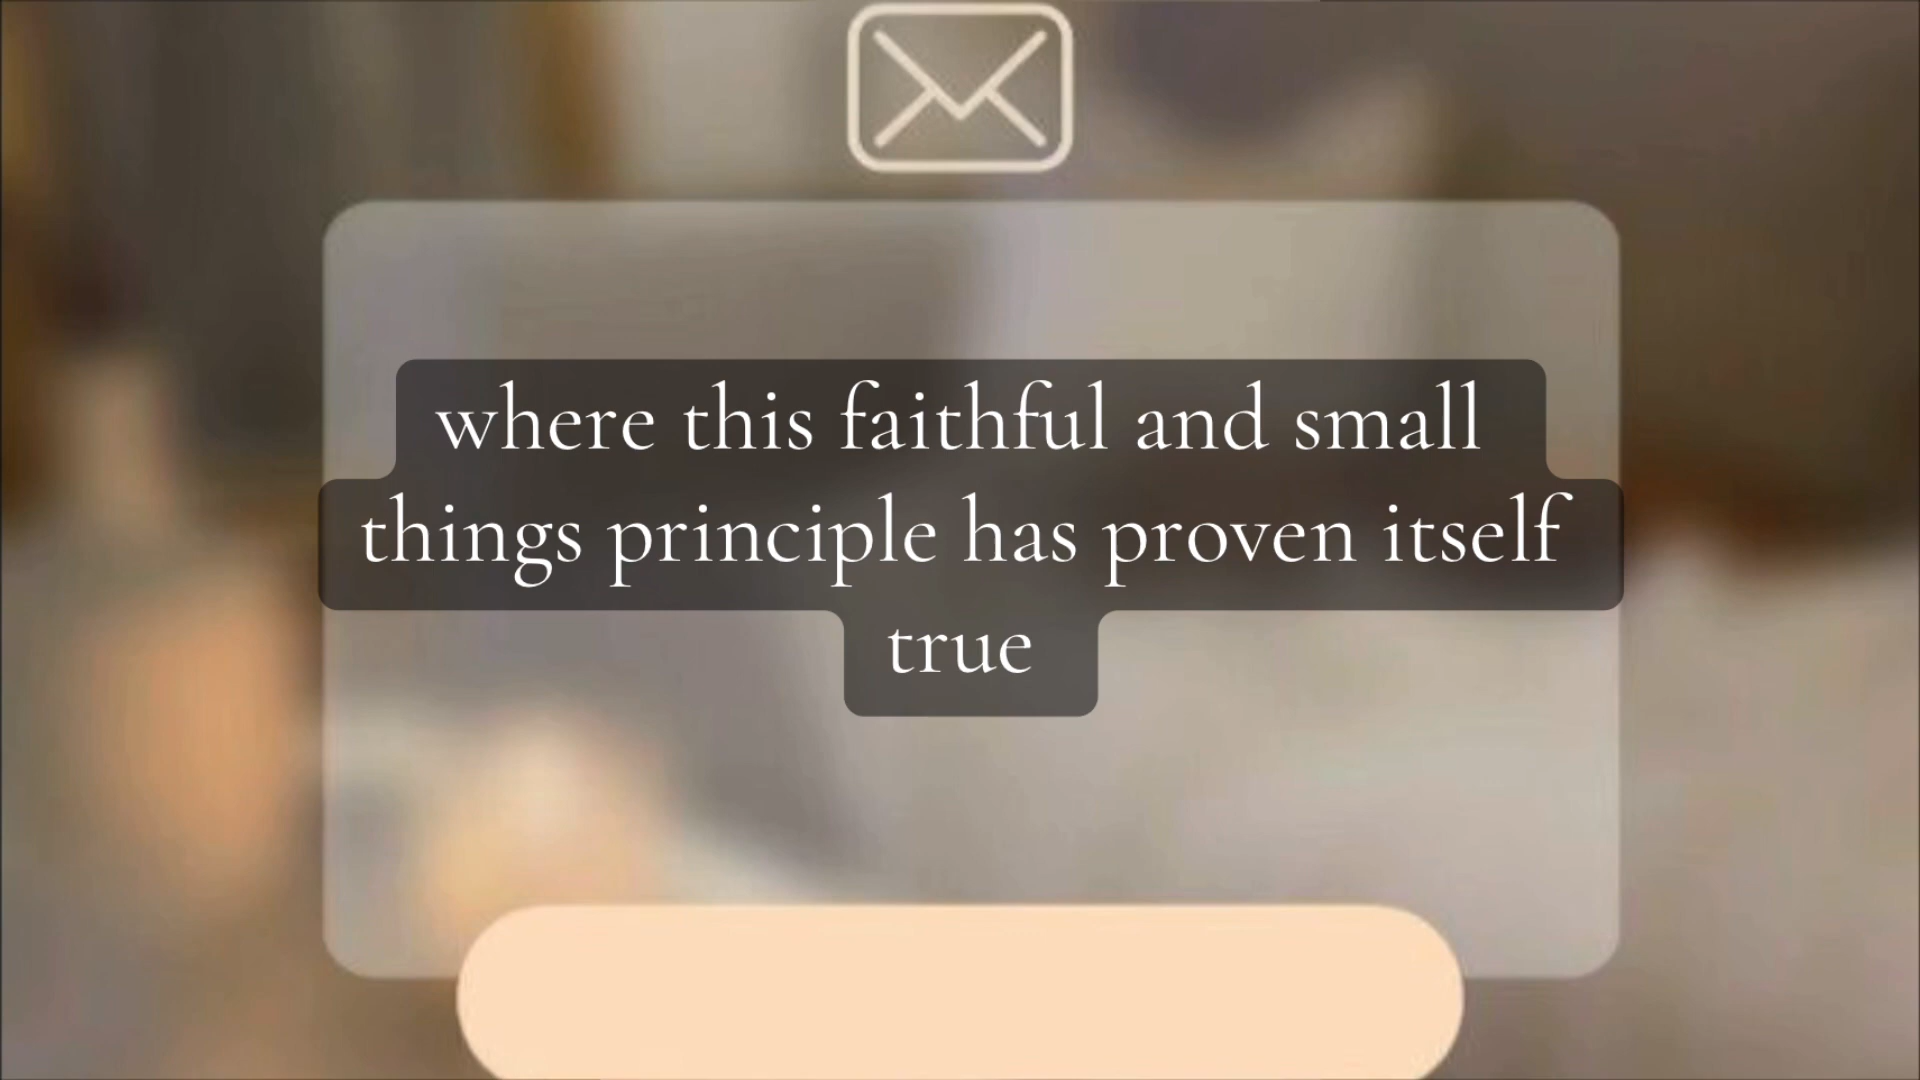 where this faithful and small
things principle has proven itself
true